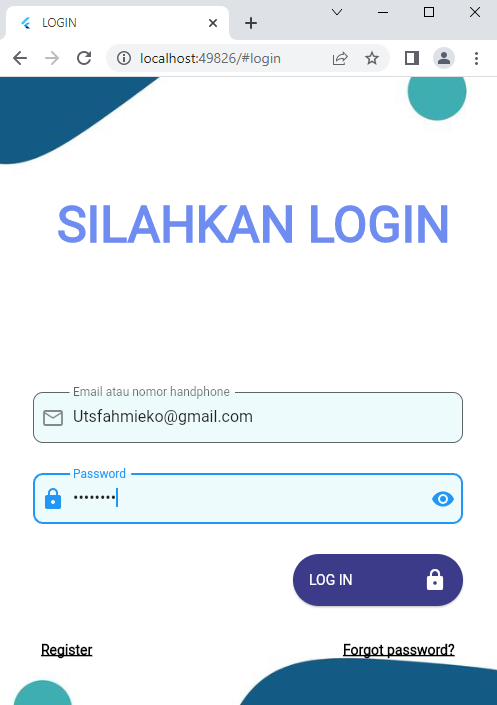 LOGIN
localhost:49826/#login
SILAHKAN LOGIN
Email atau nomor handphone
Utsfahmieko@gmail.com
Password
••••••••
LOG IN
Register
Forgot password?